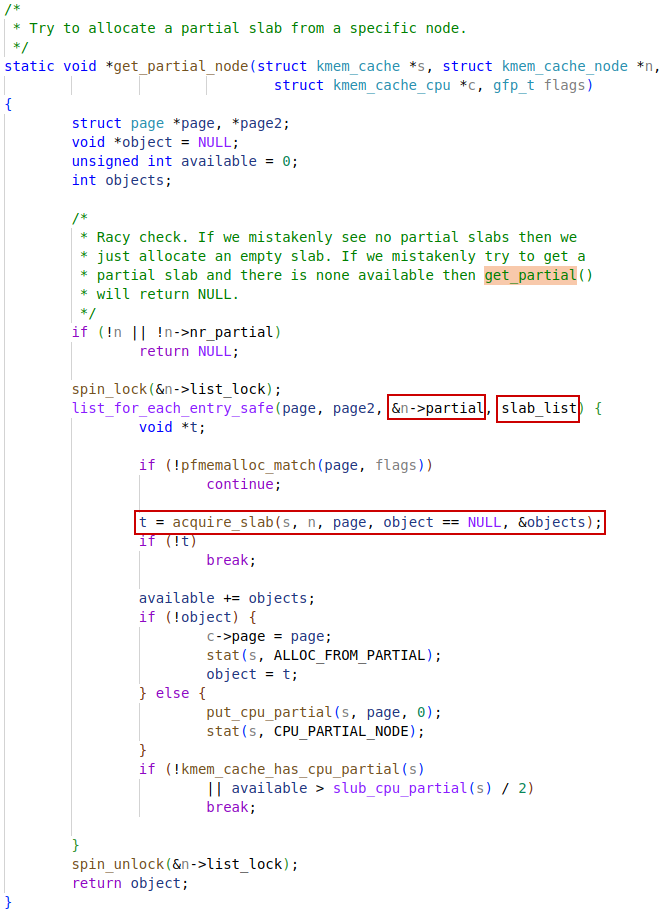 /*
 * Try to allocate a partial slab from a specific node.
 */
static void *get_partial_node(struct kmem_cache *s, struct kmem_cache_node *n,
                                struct kmem_cache_cpu *c, gfp_t flags)
{
        struct page *page, *page2;
        void *object = NULL;
        unsigned int available = 0;
        int objects;

        /*
         * Racy check. If we mistakenly see no partial slabs then we
         * just allocate an empty slab. If we mistakenly try to get a
         * partial slab and there is none available then get_partial()
         * will return NULL.
         */
        if (!n || !n->nr_partial)
                return NULL;

        spin_lock(&n->list_lock);
        list_for_each_entry_safe(page, page2, &n->partial, slab_list) {
                void *t;

                if (!pfmemalloc_match(page, flags))
                        continue;

                t = acquire_slab(s, n, page, object == NULL, &objects);
                if (!t)
                        break;

                available += objects;
                if (!object) {
                        c->page = page;
                        stat(s, ALLOC_FROM_PARTIAL);
                        object = t;
                } else {
                        put_cpu_partial(s, page, 0);
                        stat(s, CPU_PARTIAL_NODE);
                }
                if (!kmem_cache_has_cpu_partial(s)
                        || available > slub_cpu_partial(s) / 2)
                        break;

        }
        spin_unlock(&n->list_lock);
        return object;
}